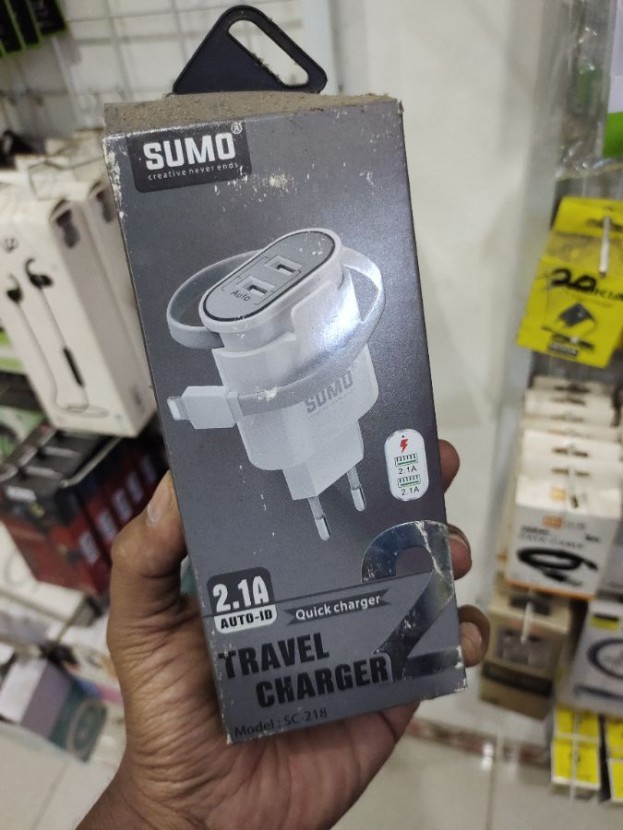 SUMO®
creative never ends
Auto
SUMO
2.1A
2.1A
2.1A
AUTO-ID
Quick charger
2
TRAVEL
CHARGER
Model : SC-218